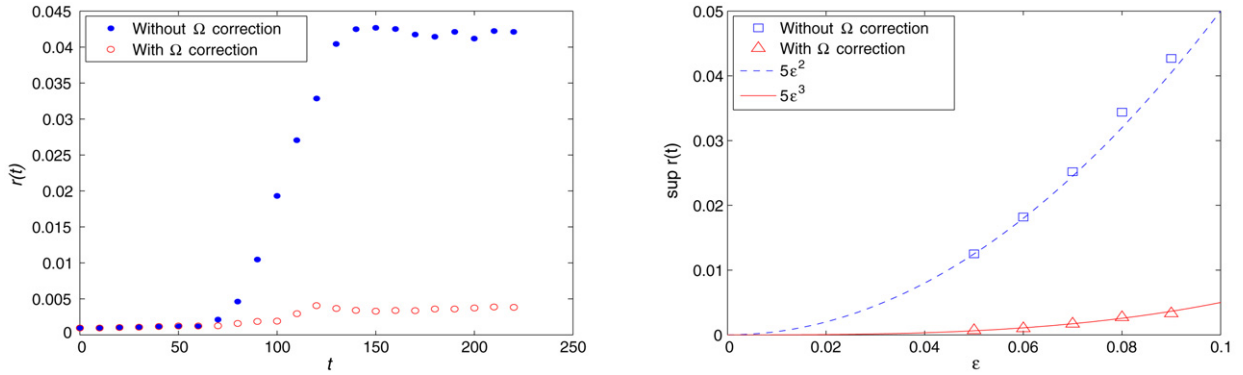 0.045
0.04
0.035
0.03
0.025
0.02
0.015
0.01
0.005
0
r(t)
Without Ω correction
With Ω correction
0
50
100
150
200
250
t
0.05
0.04
0.03
0.02
0.01
0
sup r(t)
Without Ω correction
With Ω correction
5ε²
5ε³
0
0.02
0.04
0.06
0.08
0.1
ε